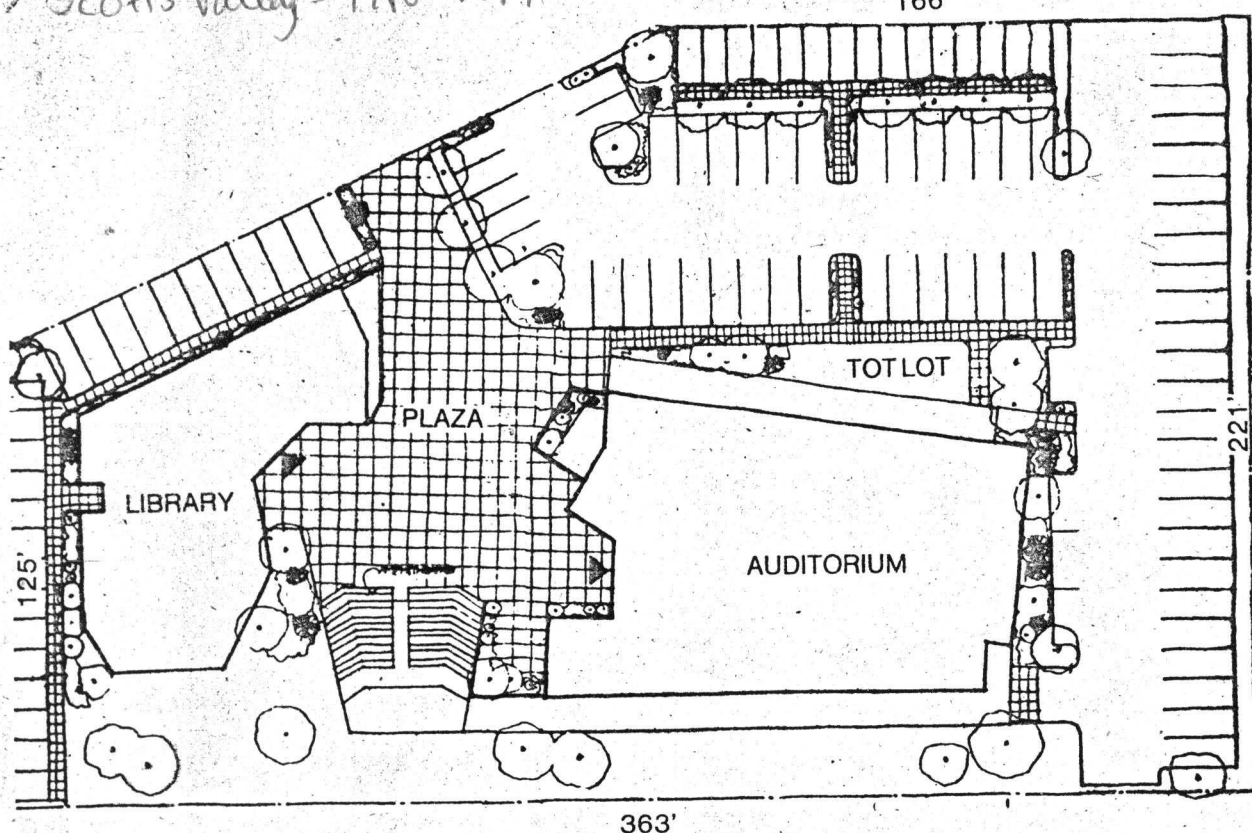 Scotts Valley -
166
TOT LOT
PLAZA
221'
LIBRARY
125'
AUDITORIUM
363'